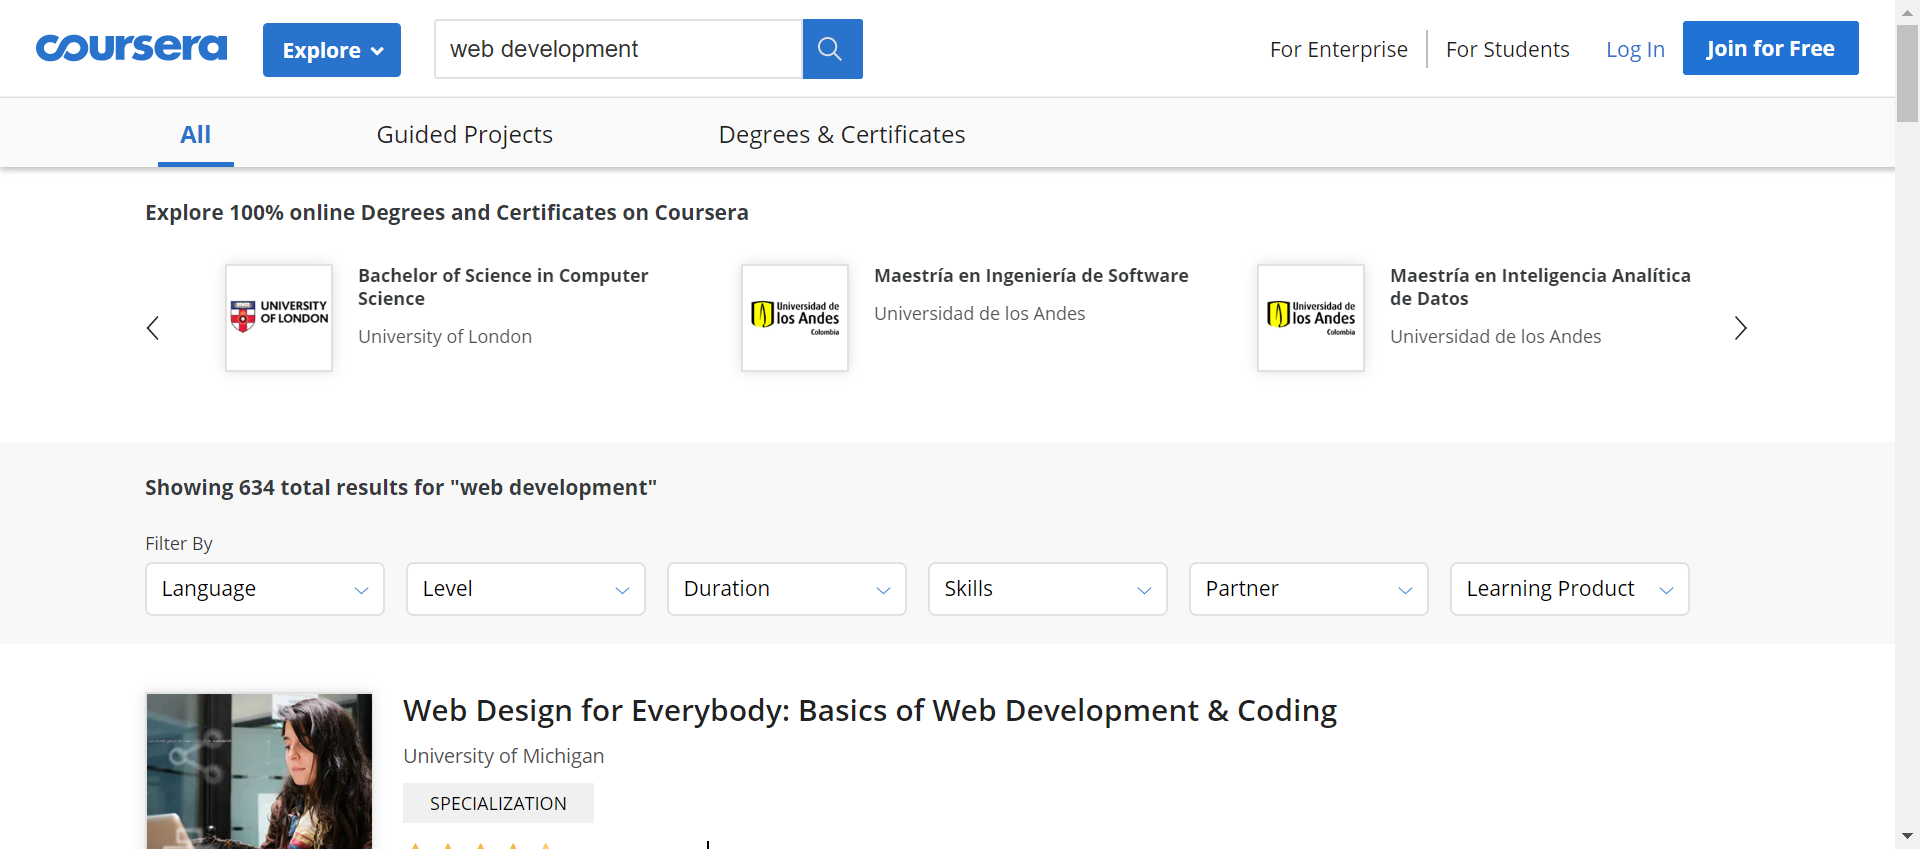 coursera
Explore
web development
For Enterprise
For Students
Log In
Join for Free
All
Guided Projects
Degrees & Certificates
Explore 100% online Degrees and Certificates on Coursera
UNIVERSITY
OF LONDON
Bachelor of Science in Computer
Science
University of London
Universidad de
los Andes
Colombia
Maestría en Ingeniería de Software
Universidad de los Andes
Universidad de
los Andes
Colombia
Maestría en Inteligencia Analítica
de Datos
Universidad de los Andes
Showing 634 total results for "web development"
Filter By
Language
Level
Duration
Skills
Partner
Learning Product
Web Design for Everybody: Basics of Web Development & Coding
University of Michigan
SPECIALIZATION